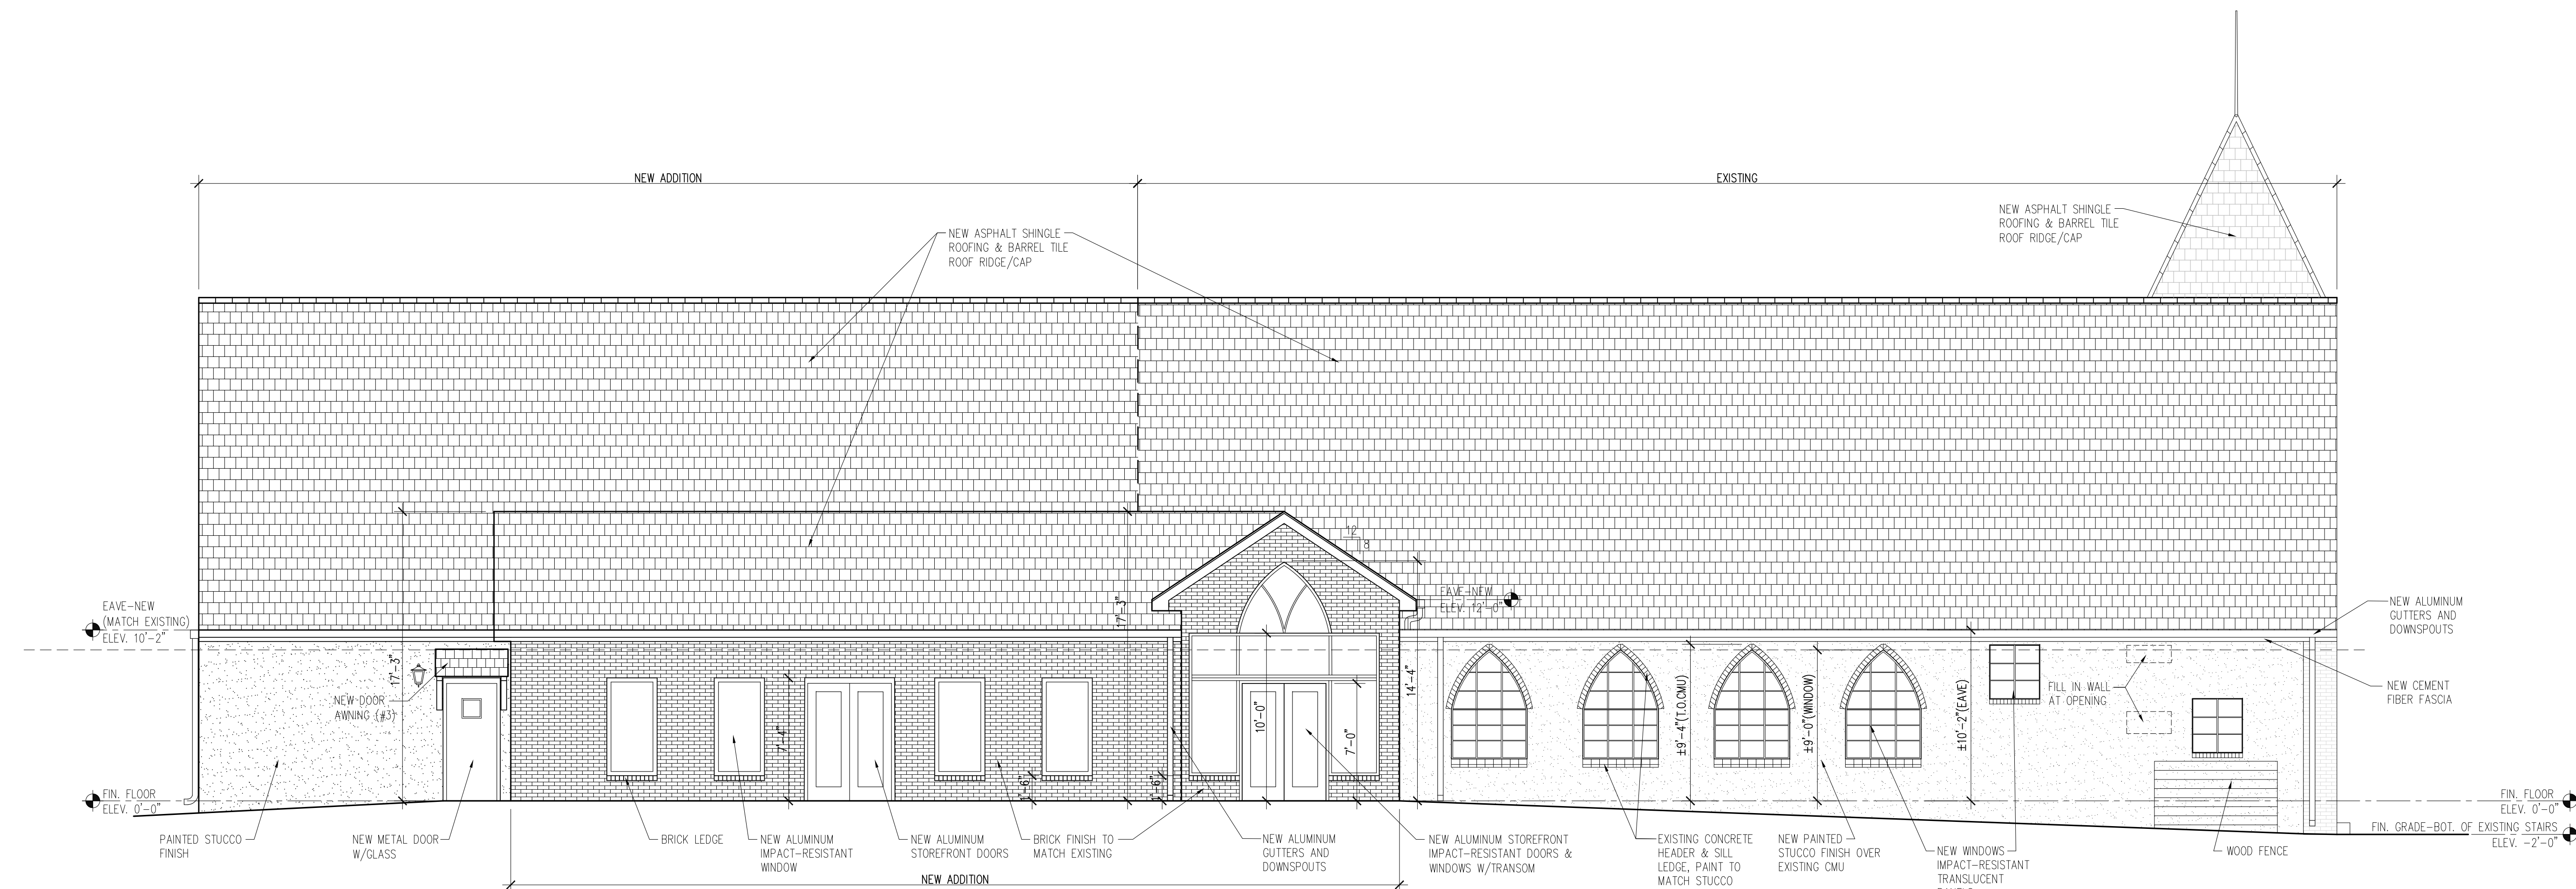 NEW ADDITION
EXISTING
NEW ASPHALT SHINGLE
ROOFING & BARREL TILE
ROOF RIDGE/CAP
NEW ASPHALT SHINGLE
ROOFING & BARREL TILE
ROOF RIDGE/CAP
12
8
EAVE-NEW
(MATCH EXISTING)
ELEV. 10'-2"
EAVE-NEW
ELEV. 12'-0"
NEW ALUMINUM
GUTTERS AND
DOWNSPOUTS
17'-3"
17'-3"
14'-4"
NEW DOOR
AWNING (#3)
7'-4"
1'-6"
1'-6"
10'-0"
7'-0"
±9'-4"(T.O.CMU)
±9'-0"(WINDOW)
±10'-2"(EAVE)
FILL IN WALL
AT OPENING
NEW CEMENT
FIBER FASCIA
FIN. FLOOR
ELEV. 0'-0"
FIN. FLOOR
ELEV. 0'-0"
FIN. GRADE-BOT. OF EXISTING STAIRS
ELEV. -2'-0"
PAINTED STUCCO
FINISH
NEW METAL DOOR
W/GLASS
BRICK LEDGE
NEW ALUMINUM
IMPACT-RESISTANT
WINDOW
NEW ALUMINUM
STOREFRONT DOORS
BRICK FINISH TO
MATCH EXISTING
NEW ALUMINUM
GUTTERS AND
DOWNSPOUTS
NEW ALUMINUM STOREFRONT
IMPACT-RESISTANT DOORS &
WINDOWS W/TRANSOM
EXISTING CONCRETE
HEADER & SILL
LEDGE, PAINT TO
MATCH STUCCO
NEW PAINTED
STUCCO FINISH OVER
EXISTING CMU
NEW WINDOWS
IMPACT-RESISTANT
TRANSLUCENT
WOOD FENCE
NEW ADDITION